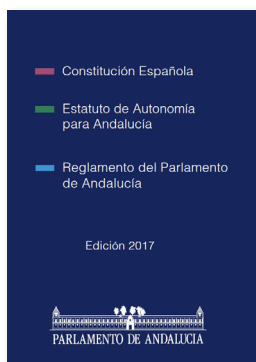 Constitución Española
Estatuto de Autonomía
para Andalucía
Reglamento del Parlamento
de Andalucía
Edición 2017
PARLAMENTO DE ANDALUCIA